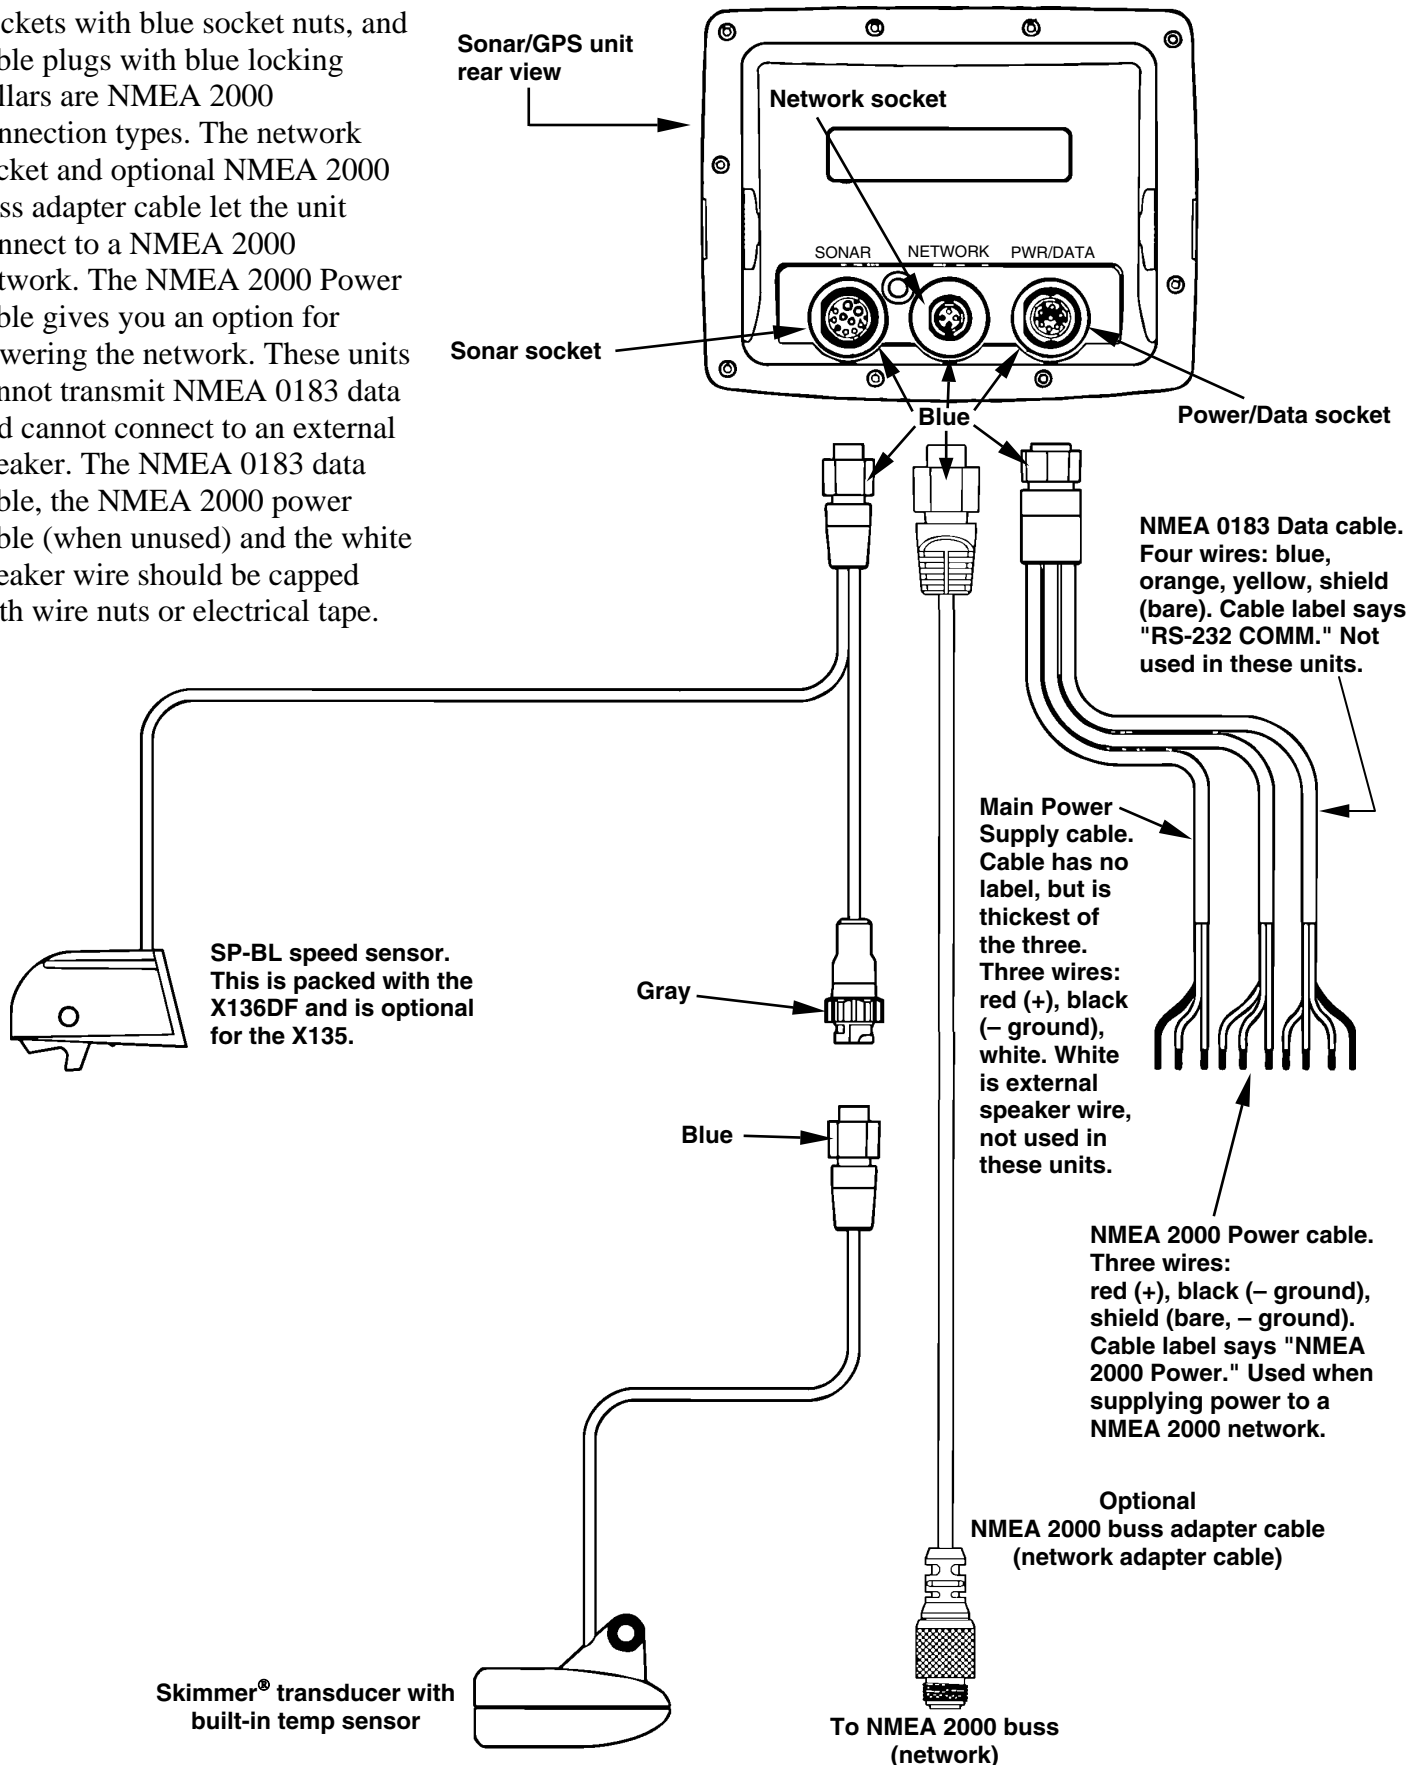 ckets with blue socket nuts, and
ble plugs with blue locking
llars are NMEA 2000
nnection types. The network
cket and optional NMEA 2000
ss adapter cable let the unit
nnect to a NMEA 2000
twork. The NMEA 2000 Power
ble gives you an option for
wering the network. These units
nnot transmit NMEA 0183 data
d cannot connect to an external
eaker. The NMEA 0183 data
ble, the NMEA 2000 power
ble (when unused) and the white
eaker wire should be capped
th wire nuts or electrical tape.
Sonar/GPS unit
rear view
Network socket
SONAR
NETWORK
PWR/DATA
Sonar socket
Blue
Power/Data socket
NMEA 0183 Data cable.
Four wires: blue,
orange, yellow, shield
(bare). Cable label says
"RS-232 COMM." Not
used in these units.
Main Power
Supply cable.
Cable has no
label, but is
thickest of
the three.
Three wires:
red (+), black
(– ground),
white. White
is external
speaker wire,
not used in
these units.
SP-BL speed sensor.
This is packed with the
X136DF and is optional
for the X135.
Gray
Blue
NMEA 2000 Power cable.
Three wires:
red (+), black (– ground),
shield (bare, – ground).
Cable label says "NMEA
2000 Power." Used when
supplying power to a
NMEA 2000 network.
Optional
NMEA 2000 buss adapter cable
(network adapter cable)
Skimmer® transducer with
built-in temp sensor
To NMEA 2000 buss
(network)